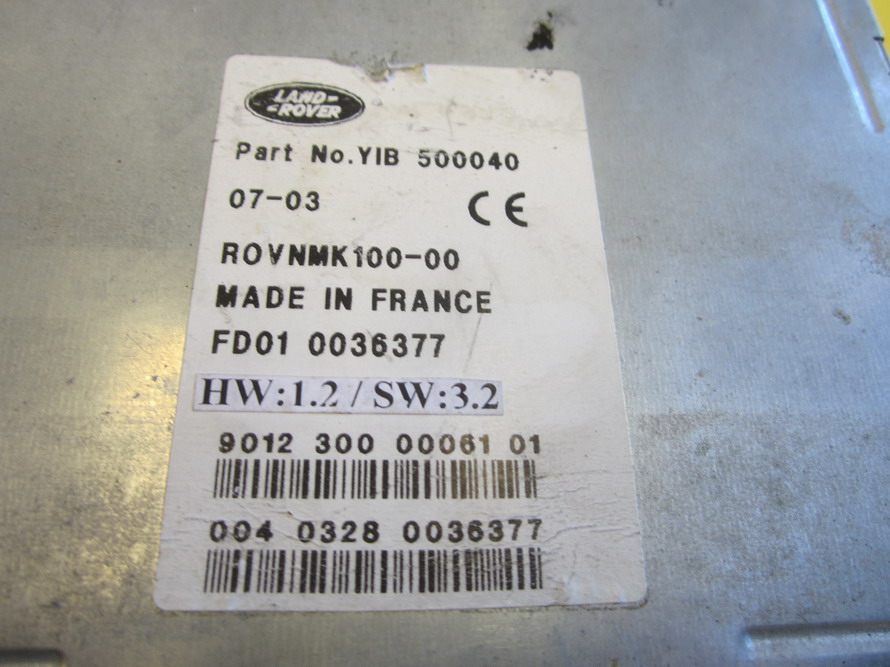 LAND-
-ROVER
Part No.YIB 500040
07-03 CE
ROVNMK100-00
MADE IN FRANCE
FD01 0036377
HW:1.2 / SW:3.2
9012 300 00061 01
004 0328 0036377